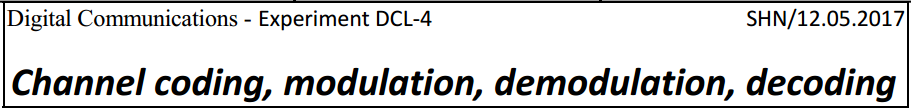 Digital Communications - Experiment DCL-4 SHN/12.05.2017
Channel coding, modulation, demodulation, decoding